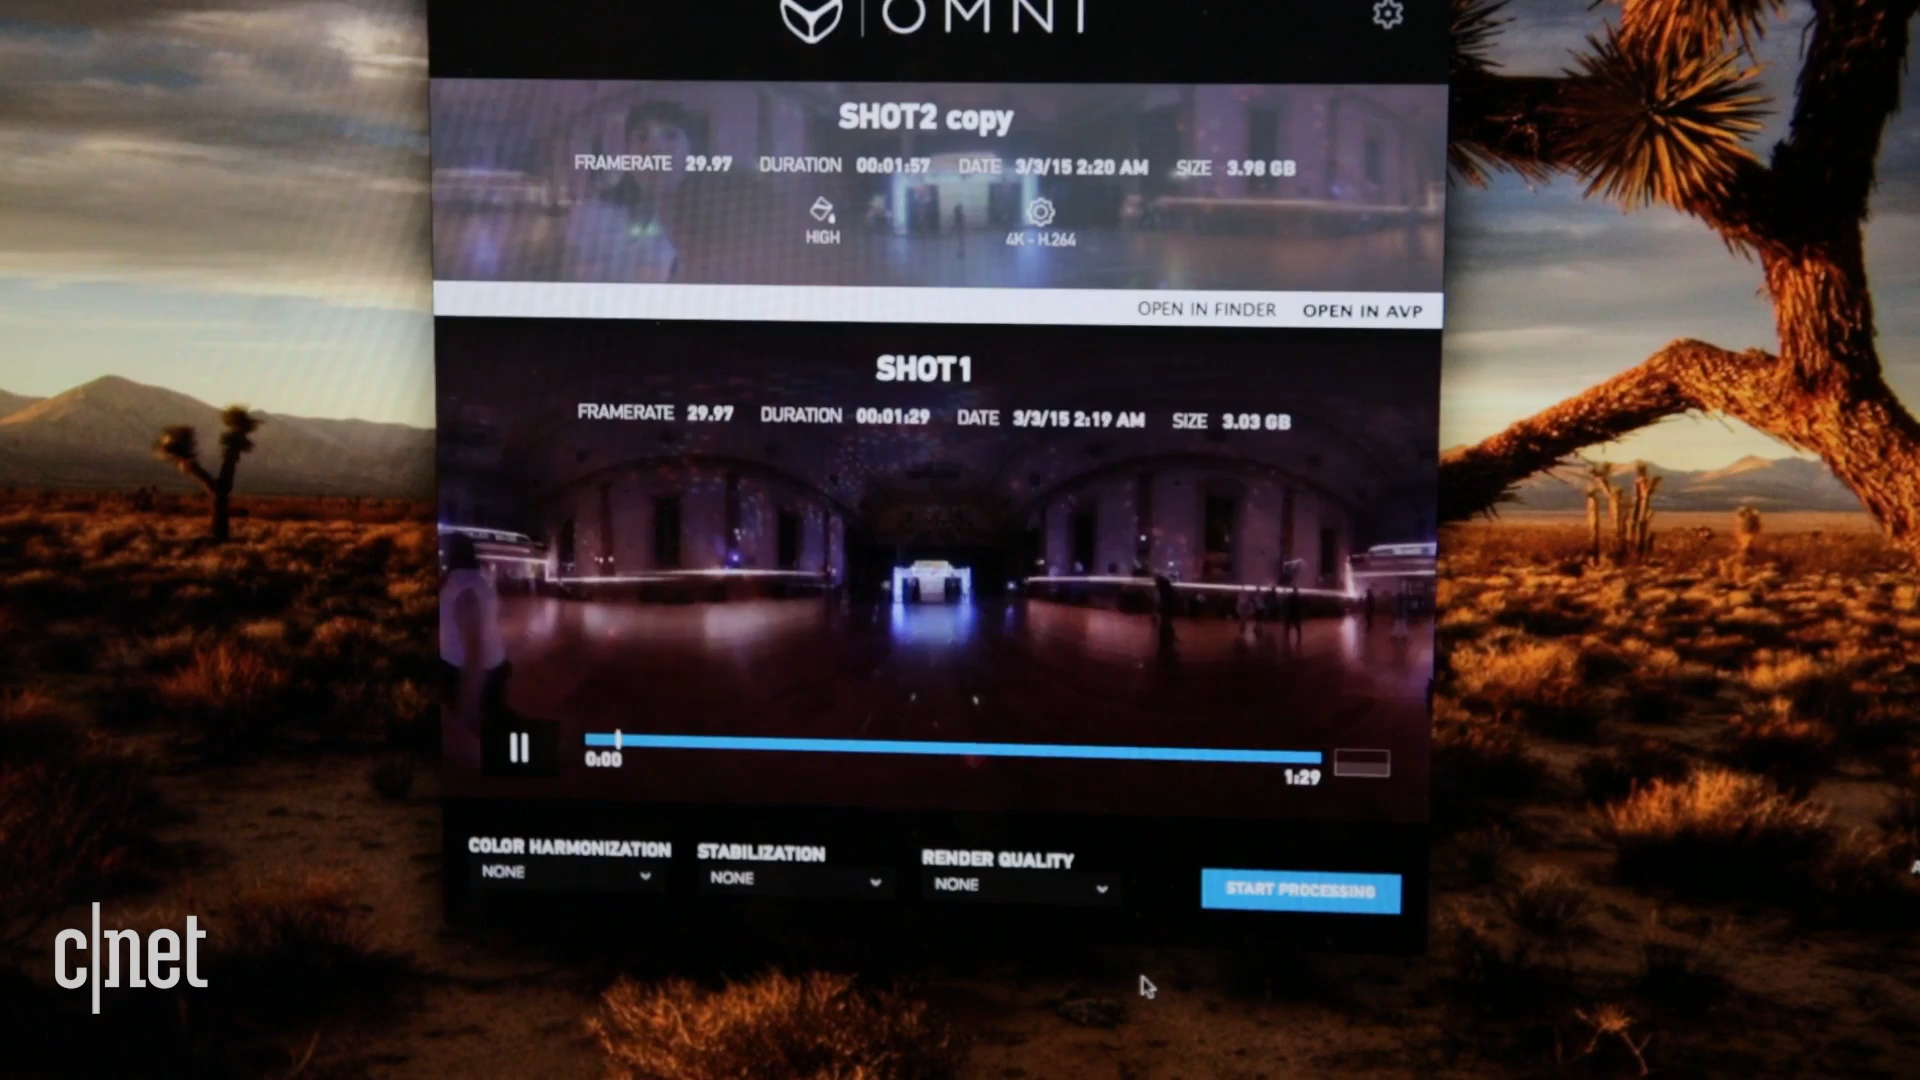 OMNI
SHOT2 copy
FRAMERATE 29.97 DURATION 00:01:57 DATE 3/3/15 2:20 AM SIZE 3.98 GB
HIGH 4K - H.264
OPEN IN FINDER OPEN IN AVP
SHOT1
FRAMERATE 29.97 DURATION 00:01:29 DATE 3/3/15 2:19 AM SIZE 3.03 GB
0:00
1:29
COLOR HARMONIZATION STABILIZATION RENDER QUALITY
NONE NONE NONE
START PROCESSING
c|net